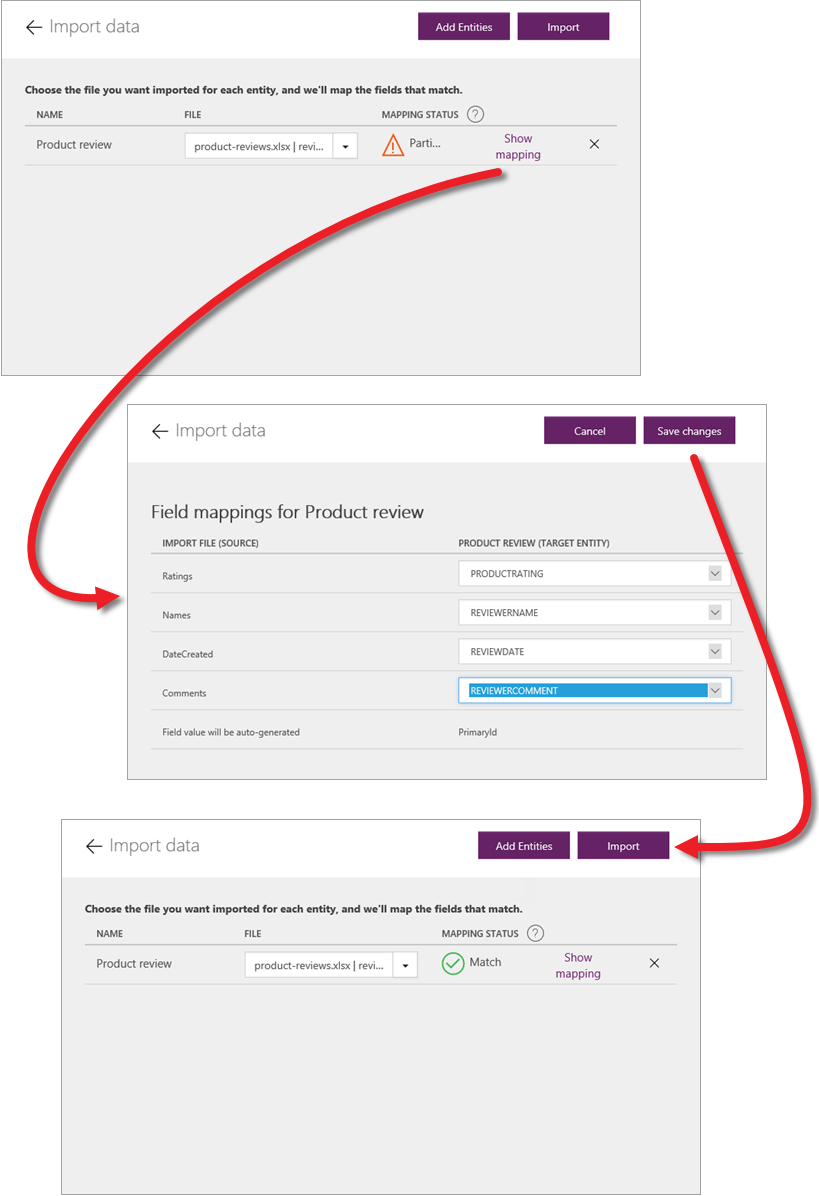 Import data
Add Entities
Import
Choose the file you want imported for each entity, and we'll map the fields that match.
NAME FILE MAPPING STATUS ?
Product review product-reviews.xlsx | revi... Parti... Show
mapping
Import data
Cancel
Save changes
Field mappings for Product review
IMPORT FILE (SOURCE) PRODUCT REVIEW (TARGET ENTITY)
Ratings PRODUCTRATING
Names REVIEWERNAME
DateCreated REVIEWDATE
Comments REVIEWERCOMMENT
Field value will be auto-generated PrimaryId
Import data
Add Entities
Import
Choose the file you want imported for each entity, and we'll map the fields that match.
NAME FILE MAPPING STATUS ?
Product review product-reviews.xlsx | revi... Match Show
mapping